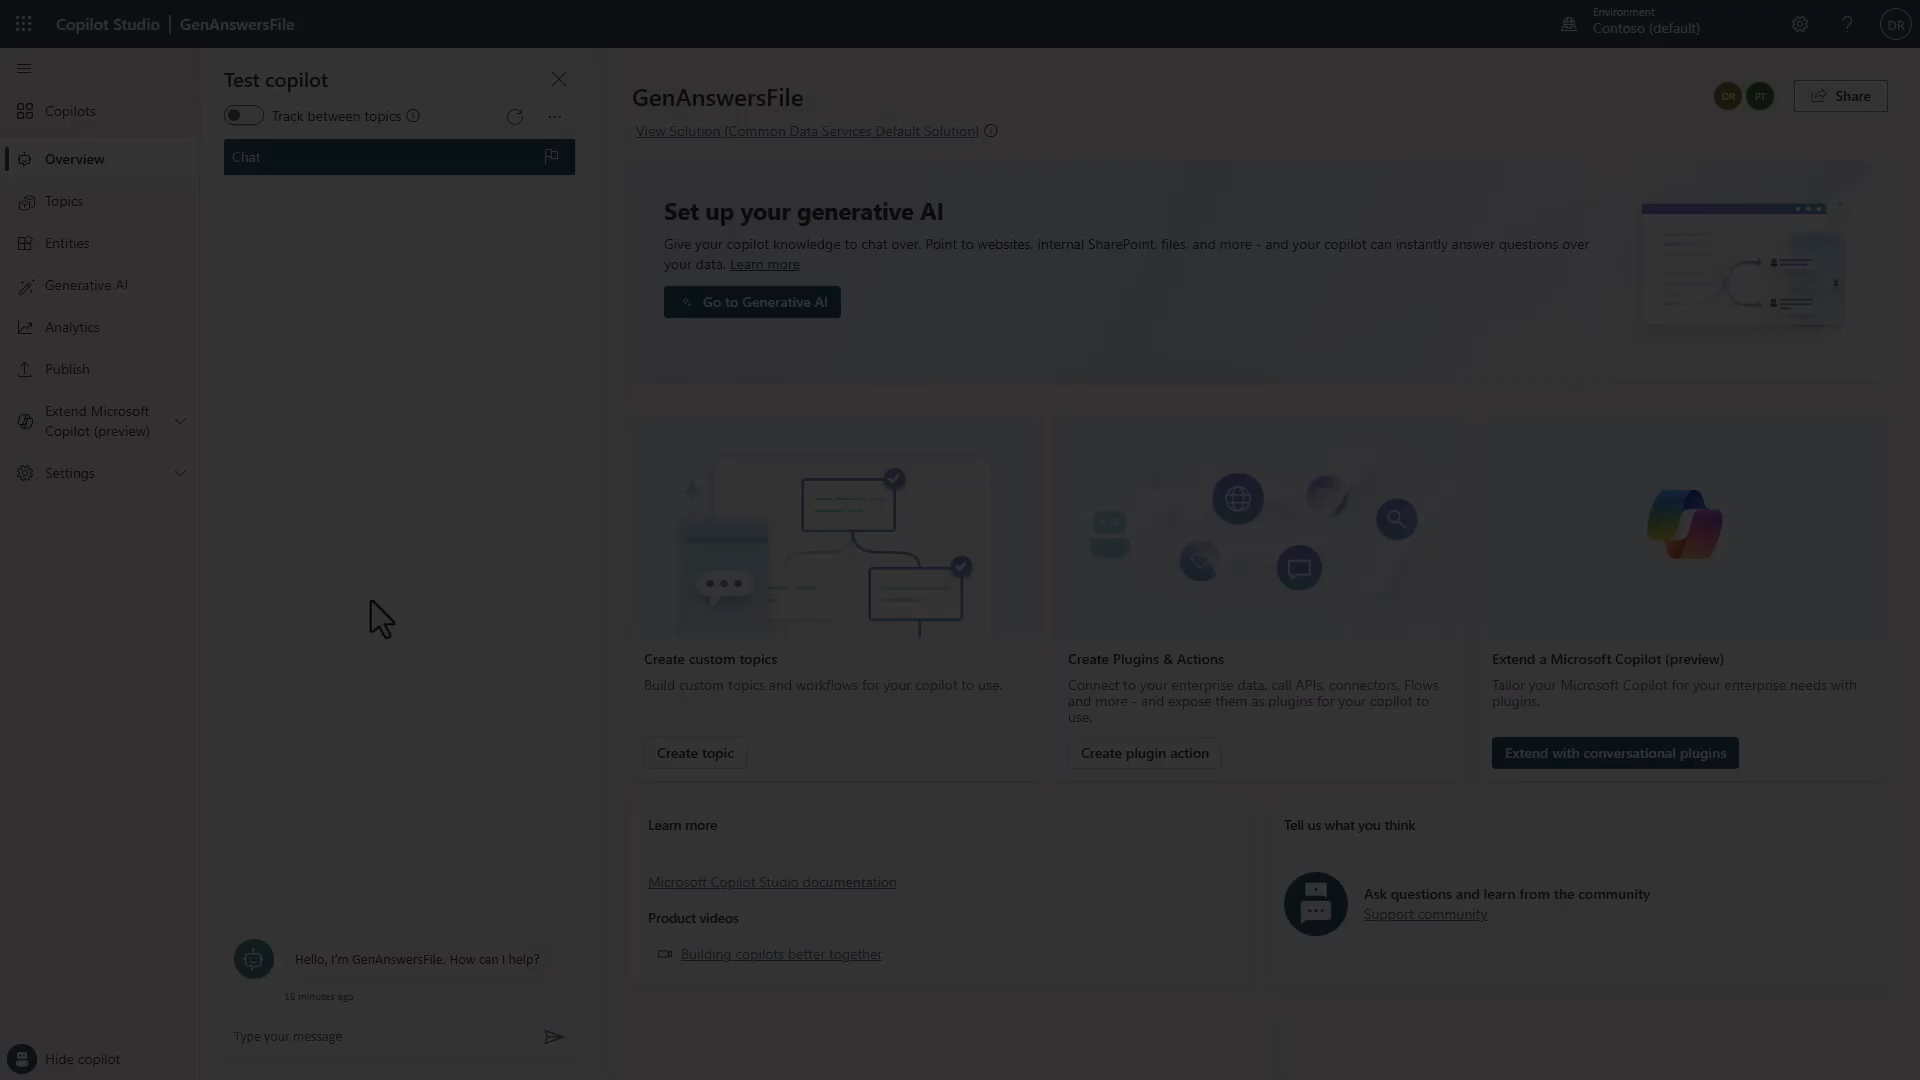 Copilot Studio | GenAnswersFile
Environment
Contoso (default)
DR
Copilots
Overview
Topics
Entities
Generative AI
Analytics
Publish
Extend Microsoft
Copilot (preview)
Settings
Hide copilot
Test copilot
Track between topics
Chat
Hello, I'm GenAnswersFile. How can I help?
18 minutes ago
Type your message
GenAnswersFile
DR
PT
Share
View Solution (Common Data Services Default Solution)
Set up your generative AI
Give your copilot knowledge to chat over. Point to websites, internal SharePoint, files, and more - and your copilot can instantly answer questions over
your data. Learn more
Go to Generative AI
Create custom topics
Build custom topics and workflows for your copilot to use.
Create topic
Create Plugins & Actions
Connect to your enterprise data, call APIs, connectors, Flows
and more - and expose them as plugins for your copilot to
use.
Create plugin action
Extend a Microsoft Copilot (preview)
Tailor your Microsoft Copilot for your enterprise needs with
plugins.
Extend with conversational plugins
Learn more
Microsoft Copilot Studio documentation
Product videos
Building copilots better together
Tell us what you think
Ask questions and learn from the community
Support community